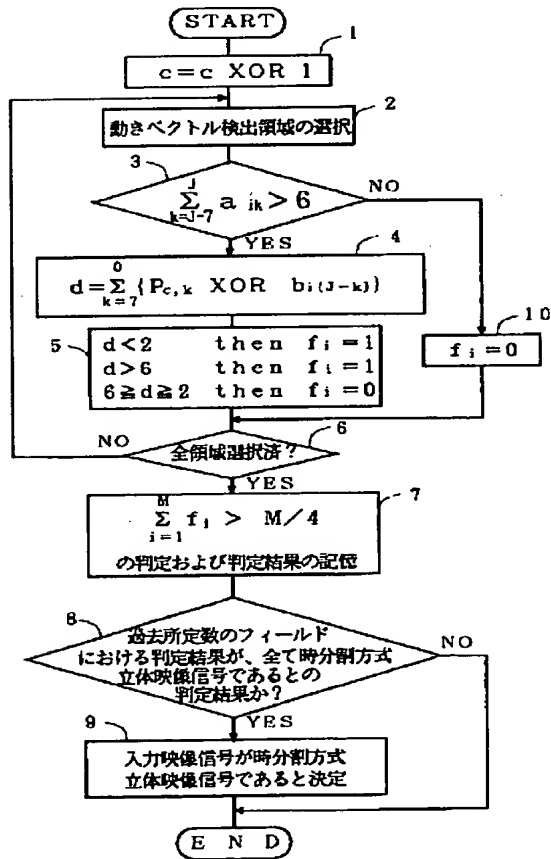 START
1
c=c XOR 1
2
動きベクトル検出領域の選択
3
J
Σ a ik > 6
k=J-7
NO
YES
4
0
d=Σ {Pc,k XOR bi(J-k)}
k=7
5
d<2 then fi=1
d>6 then fi=1
6≧d≧2 then fi=0
10
fi=0
6
NO
全領域選択済?
YES
7
M
Σ fi > M/4
i=1
の判定および判定結果の記憶
8
過去所定数のフィールド
における判定結果が、全て時分割方式
立体映像信号であるとの
判定結果か?
NO
YES
9
入力映像信号が時分割方式
立体映像信号であると決定
END